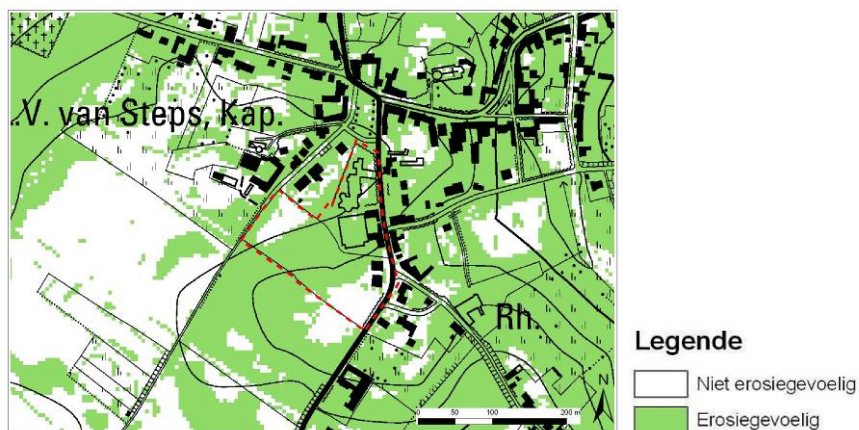 .V. van Steps, Kap.
Rh.
N
0 50 100 200 m
Legende
Niet erosiegevoelig
Erosiegevoelig